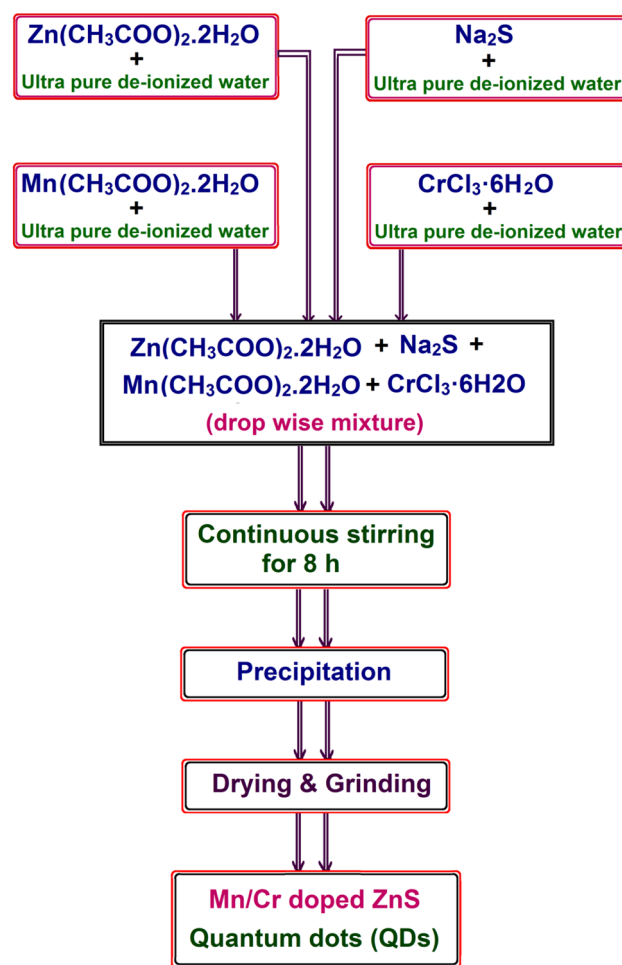 Zn(CH₃COO)₂.2H₂O
+
Ultra pure de-ionized water
Na₂S
+
Ultra pure de-ionized water
Mn(CH₃COO)₂.2H₂O
+
Ultra pure de-ionized water
CrCl₃·6H₂O
+
Ultra pure de-ionized water
Zn(CH₃COO)₂.2H₂O + Na₂S +
Mn(CH₃COO)₂.2H₂O + CrCl₃·6H2O
(drop wise mixture)
Continuous stirring
for 8 h
Precipitation
Drying & Grinding
Mn/Cr doped ZnS
Quantum dots (QDs)